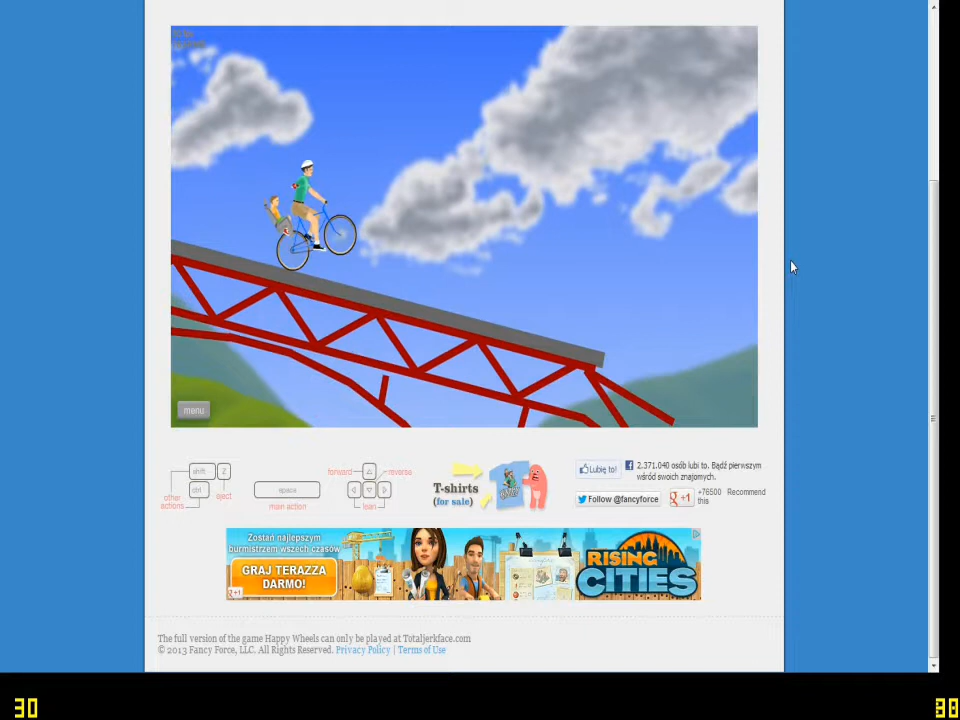 menu
shift
Z
ctrl
eject
other
actions
space
main action
forward
reverse
lean
T-shirts
(for sale)
Lubię to!
2.371.040 osób lubi to. Bądź pierwszym
wśród swoich znajomych.
Follow @fancyforce
+1
+76500 Recommend
this
Zostań najlepszym
burmistrzem wszech czasów
GRAJ TERAZZA
DARMO!
+1
RISING
CITIES
The full version of the game Happy Wheels can only be played at Totaljerkface.com
© 2013 Fancy Force, LLC. All Rights Reserved. Privacy Policy | Terms of Use
30